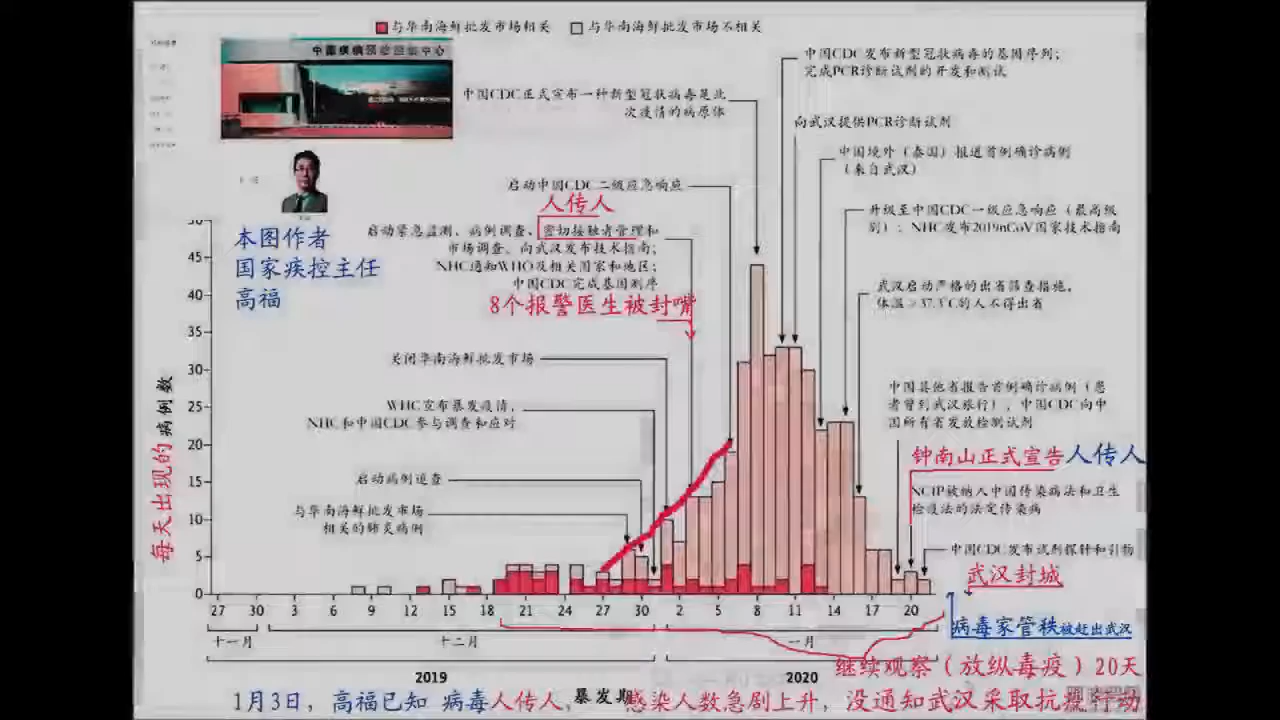 与华南海鲜批发市场相关 与华南海鲜批发市场不相关
中国疾病预防控制中心
中国CDC发布新型冠状病毒的基因序列；
完成PCR诊断试剂的开发和测试
中国CDC正式宣布一种新型冠状病毒是此
次疫情的病原体
向武汉提供PCR诊断试剂
中国境外（泰国）报道首例确诊病例
（来自武汉）
启动中国CDC二级应急响应
人传人
升级至中国CDC一级应急响应（最高级
别）；NHC发布2019nCoV国家技术指南
启动紧急监测、病例调查、密切接触者管理和
市场调查、向武汉发布技术指南；
NHC通知WHO及相关国家和地区；
中国CDC完成基因测序
本图作者
国家疾控主任
高福
8个报警医生被封嘴
武汉启动严格的出省筛查措施，
体温≥37.3℃的人不得出省
关闭华南海鲜批发市场
中国其他省报告首例确诊病例（患
者曾到武汉旅行），中国CDC向中
国所有省发放检测试剂
WHC宣布暴发疫情，
NHC和中国CDC参与调查和应对
钟南山正式宣告人传人
启动病例追查
NCIP被纳入中国传染病法和卫生
检疫法的法定传染病
与华南海鲜批发市场
相关的肺炎病例
中国CDC发布试剂探针和引物
武汉封城
每天出现的 病例数
50
45
40
35
30
25
20
15
10
5
0
27 30 3 6 9 12 15 18 21 24 27 30 2 5 8 11 14 17 20
十一月 十二月 一月
病毒家管轶被赶出武汉
继续观察（放纵毒疫）20天
2019 2020
暴发期
1月3日，高福已知 病毒人传人，感染人数急剧上升，没通知武汉采取抗疫行动